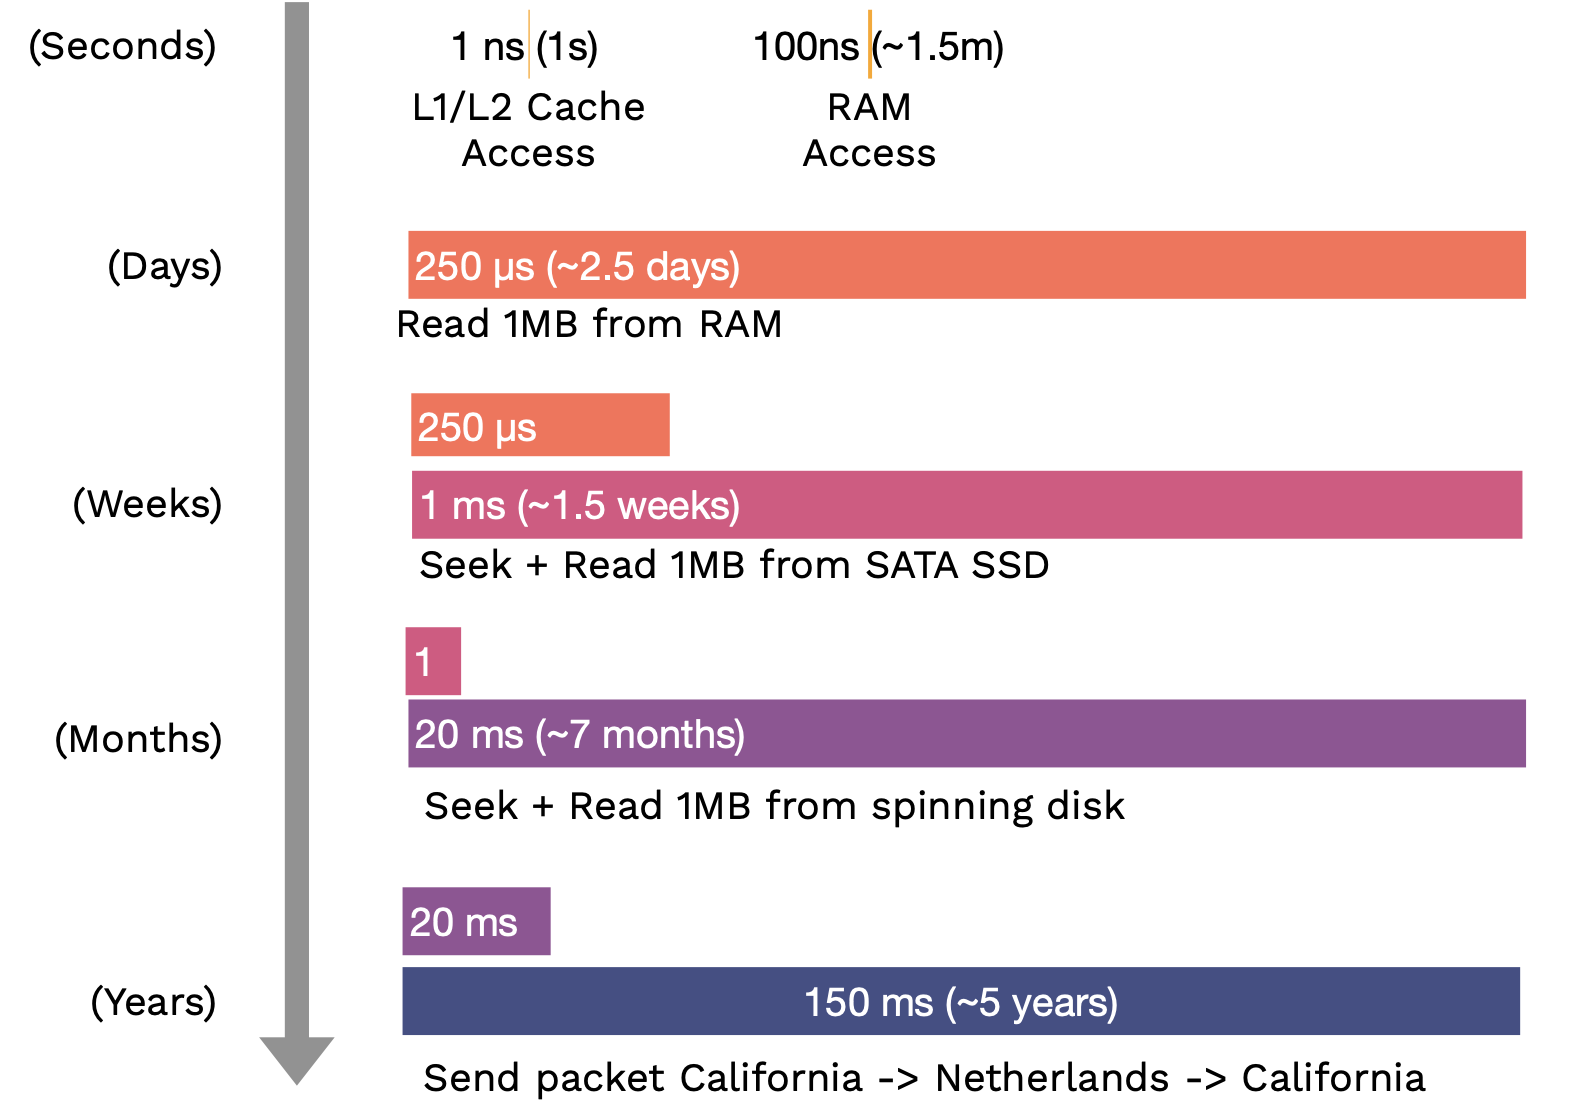 (Seconds)
1 ns (1s)
100ns (~1.5m)
L1/L2 Cache
Access
RAM
Access
(Days)
250 µs (~2.5 days)
Read 1MB from RAM
250 µs
(Weeks)
1 ms (~1.5 weeks)
Seek + Read 1MB from SATA SSD
1
(Months)
20 ms (~7 months)
Seek + Read 1MB from spinning disk
20 ms
(Years)
150 ms (~5 years)
Send packet California -> Netherlands -> California